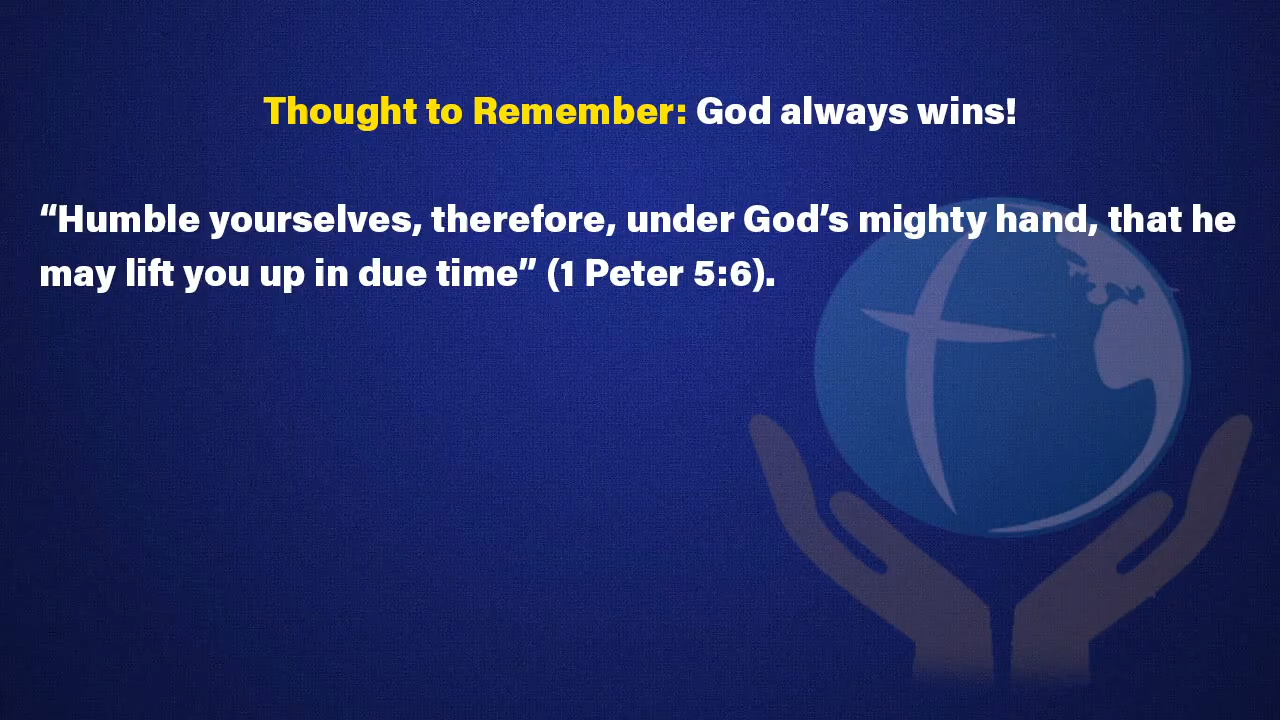 Thought to Remember: God always wins!
“Humble yourselves, therefore, under God’s mighty hand, that he
may lift you up in due time” (1 Peter 5:6).